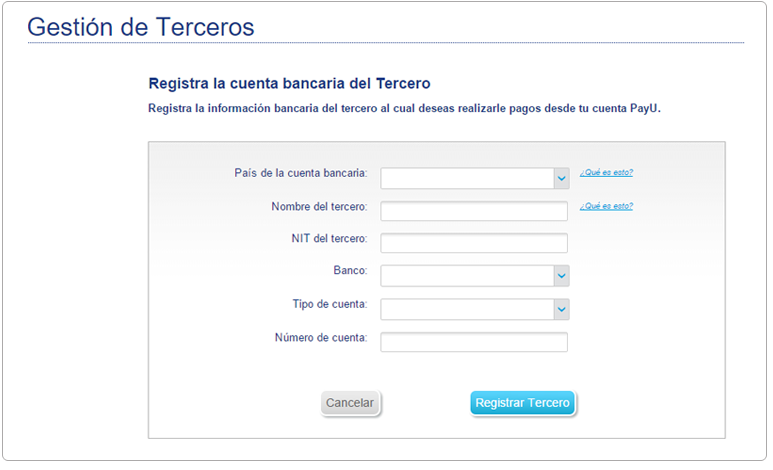 Gestión de Terceros
Registra la cuenta bancaria del Tercero
Registra la información bancaria del tercero al cual deseas realizarle pagos desde tu cuenta PayU.
País de la cuenta bancaria: ¿Qué es esto?
Nombre del tercero: ¿Qué es esto?
NIT del tercero:
Banco:
Tipo de cuenta:
Número de cuenta:
Cancelar Registrar Tercero